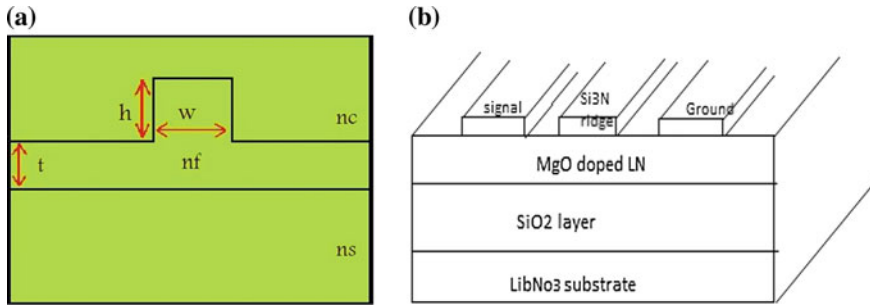 (a)
h
w
nc
t
nf
ns
(b)
signal
Si3N
ridge
Ground
MgO doped LN
SiO2 layer
LibNo3 substrate